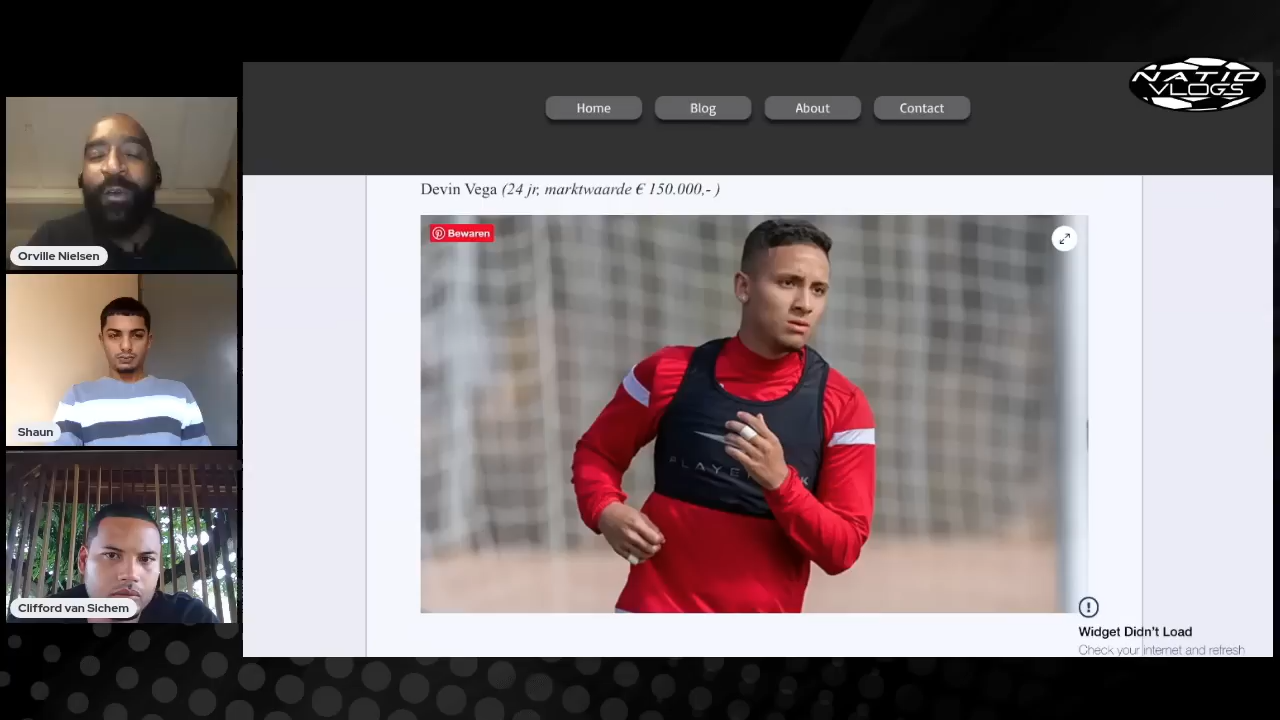 NATIO
VLOGS
Home
Blog
About
Contact
Orville Nielsen
Devin Vega (24 jr, marktwaarde € 150.000,- )
Bewaren
Shaun
PLAYE
K
Clifford van Sichem
Widget Didn't Load
Check your internet and refresh